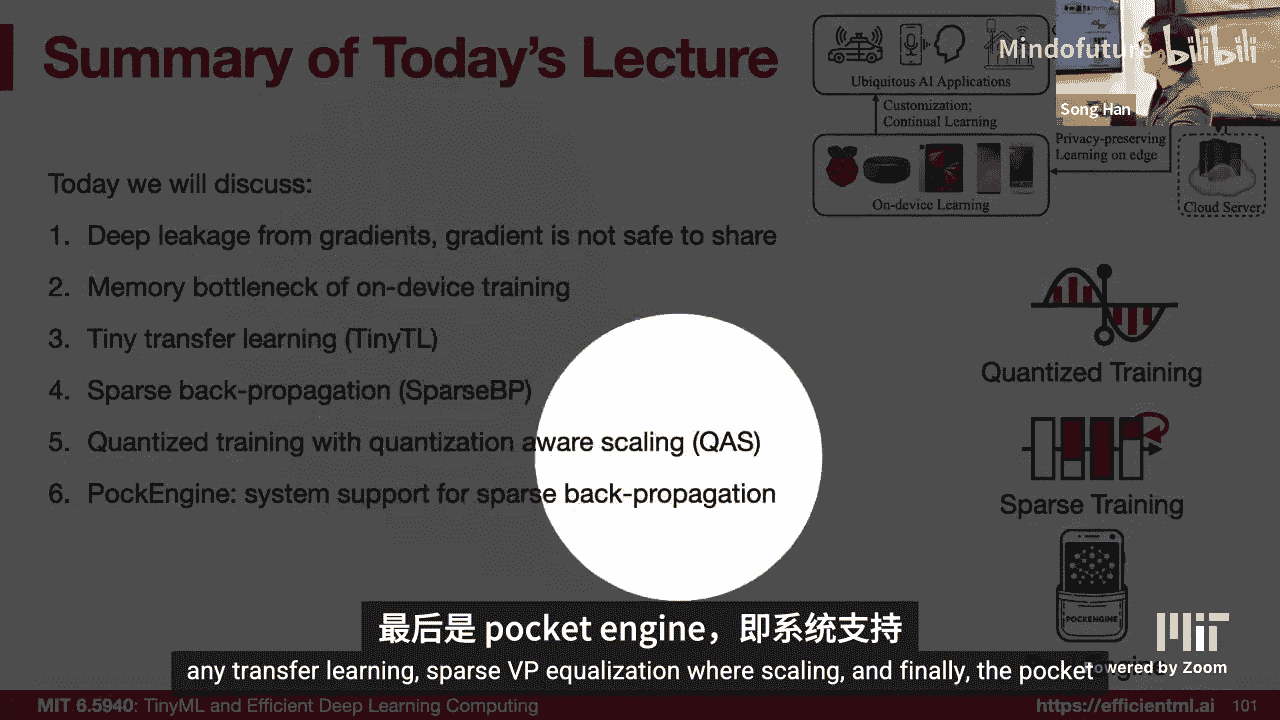 Summary of Today's Lecture
Mindofuture bilibili
Ubiquitous AI Applications
Song Han
Customization;
Continual Learning
Privacy-preserving
Learning on edge
On-device Learning
Cloud Server
Today we will discuss:
1. Deep leakage from gradients, gradient is not safe to share
2. Memory bottleneck of on-device training
3. Tiny transfer learning (TinyTL)
4. Sparse back-propagation (SparseBP)
5. Quantized training with quantization aware scaling (QAS)
6. PockEngine: system support for sparse back-propagation
Quantized Training
Sparse Training
POCKENGINE
最后是 pocket engine，即系统支持
any transfer learning, sparse VP equalization where scaling, and finally, the pocket
MIT
owered by Zoom
MIT 6.5940: TinyML and Efficient Deep Learning Computing
https://efficientml.ai
101